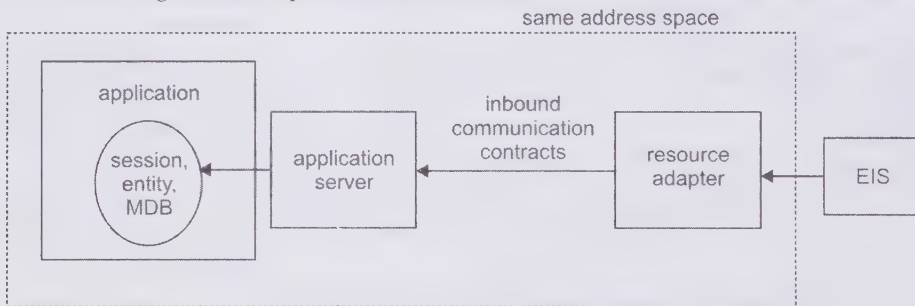 same address space
application
session,
entity,
MDB
application
server
inbound
communication
contracts
resource
adapter
EIS